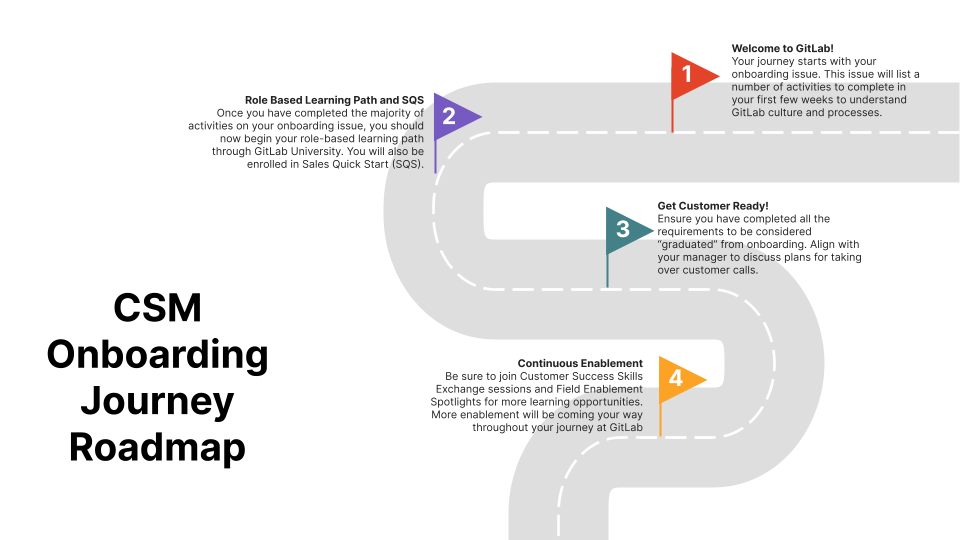 Welcome to GitLab!
Your journey starts with your
onboarding issue. This issue will list a
number of activities to complete in
your first few weeks to understand
GitLab culture and processes.
1
Role Based Learning Path and SQS
Once you have completed the majority of
activities on your onboarding issue, you should
now begin your role-based learning path
through GitLab University. You will also be
enrolled in Sales Quick Start (SQS).
2
Get Customer Ready!
Ensure you have completed all the
requirements to be considered
“graduated” from onboarding. Align with
your manager to discuss plans for taking
over customer calls.
3
CSM
Onboarding
Journey
Roadmap
Continuous Enablement
Be sure to join Customer Success Skills
Exchange sessions and Field Enablement
Spotlights for more learning opportunities.
More enablement will be coming your way
throughout your journey at GitLab
4